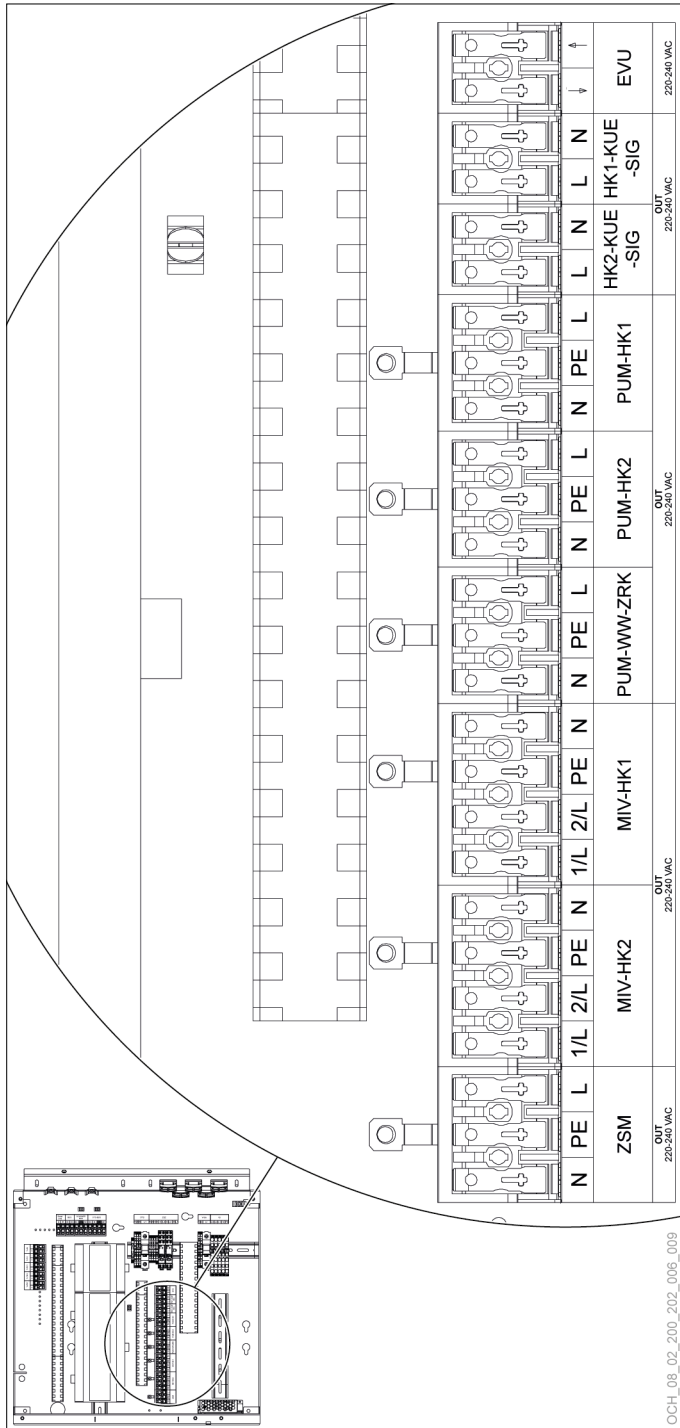 EVU
220-240 VAC
N
L
HK1-KUE
-SIG
N
L
HK2-KUE
-SIG
OUT
220-240 VAC
L
PE
N
PUM-HK1
L
PE
N
PUM-HK2
OUT
220-240 VAC
L
PE
N
PUM-WW-ZRK
N
PE
2/L
1/L
MIV-HK1
N
PE
2/L
1/L
MIV-HK2
OUT
220-240 VAC
L
PE
N
ZSM
OUT
220-240 VAC
OCH_08_02_200_202_006_009